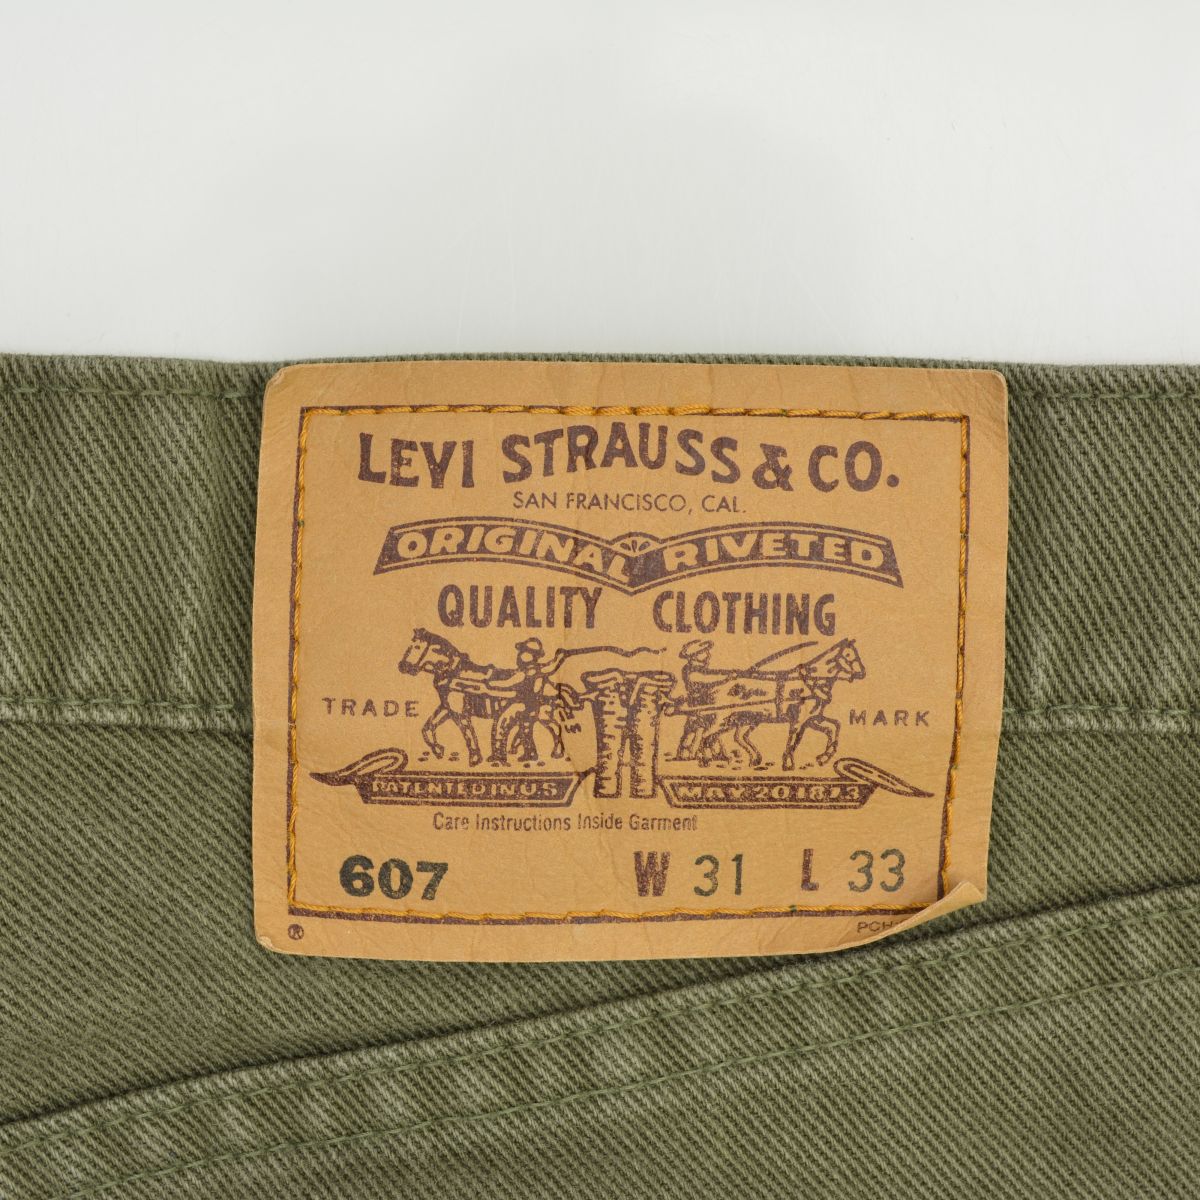 LEVI STRAUSS & CO.
SAN FRANCISCO, CAL.
ORIGINAL RIVETED
QUALITY CLOTHING
TRADE MARK
PATENTED IN U.S. MAY 20 1873
Care Instructions Inside Garment
607 W 31 L 33
®